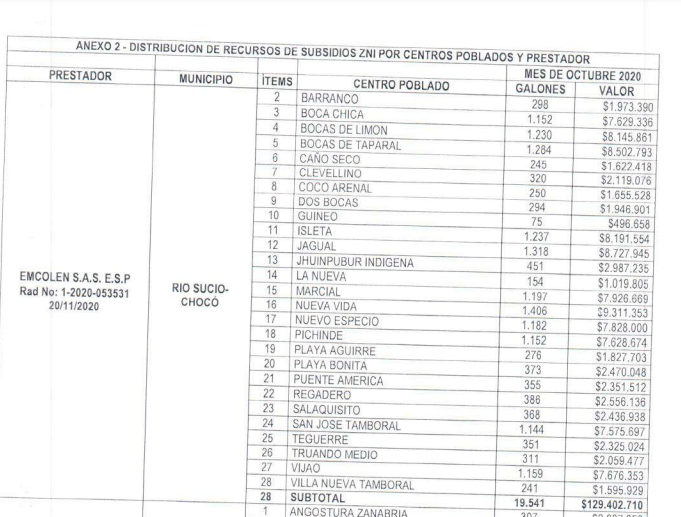 ANEXO 2 - DISTRIBUCION DE RECURSOS DE SUBSIDIOS ZNI POR CENTROS POBLADOS Y PRESTADOR
PRESTADOR MUNICIPIO ÍTEMS CENTRO POBLADO MES DE OCTUBRE 2020
GALONES VALOR
EMCOLEN S.A.S. E.S.P
Rad No: 1-2020-053531
20/11/2020
RIO SUCIO-
CHOCÓ
2 BARRANCO 298 $1.973.390
3 BOCA CHICA 1.152 $7.629.336
4 BOCAS DE LIMON 1.230 $8.145.861
5 BOCAS DE TAPARAL 1.284 $8.502.793
6 CAÑO SECO 245 $1.622.418
7 CLEVELLINO 320 $2.119.076
8 COCO ARENAL 250 $1.655.528
9 DOS BOCAS 294 $1.946.901
10 GUINEO 75 $496.658
11 ISLETA 1.237 $8.191.554
12 JAGUAL 1.318 $8.727.945
13 JHUINPUBUR INDIGENA 451 $2.987.235
14 LA NUEVA 154 $1.019.805
15 MARCIAL 1.197 $7.926.669
16 NUEVA VIDA 1.406 $9.311.353
17 NUEVO ESPECIO 1.182 $7.828.000
18 PICHINDE 1.152 $7.628.674
19 PLAYA AGUIRRE 276 $1.827.703
20 PLAYA BONITA 373 $2.470.048
21 PUENTE AMERICA 355 $2.351.512
22 REGADERO 386 $2.556.136
23 SALAQUISITO 368 $2.436.938
24 SAN JOSE TAMBORAL 1.144 $7.575.697
25 TEGUERRE 351 $2.325.024
26 TRUANDO MEDIO 311 $2.059.477
27 VIJAO 1.159 $7.676.353
28 VILLA NUEVA TAMBORAL 241 $1.595.929
28 SUBTOTAL 19.541 $129.402.710
1 ANGOSTURA ZANABRIA